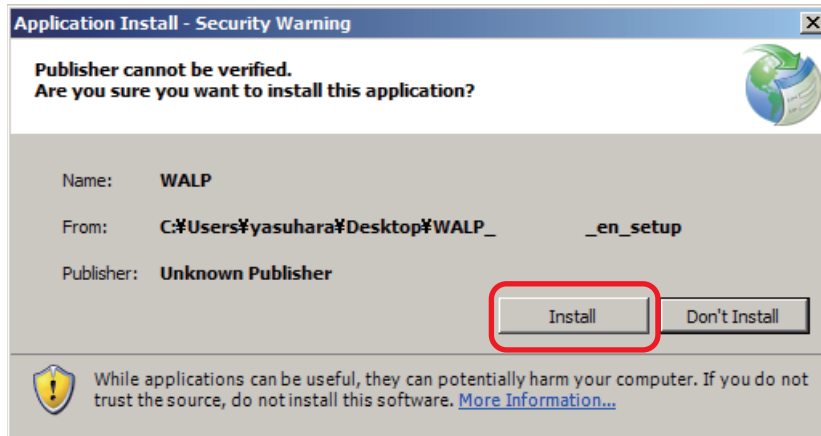 Application Install - Security Warning
Publisher cannot be verified.
Are you sure you want to install this application?
Name: WALP
From: C:¥Users¥yasuhara¥Desktop¥WALP_ _en_setup
Publisher: Unknown Publisher
Install Don't Install
While applications can be useful, they can potentially harm your computer. If you do not
trust the source, do not install this software. More Information...